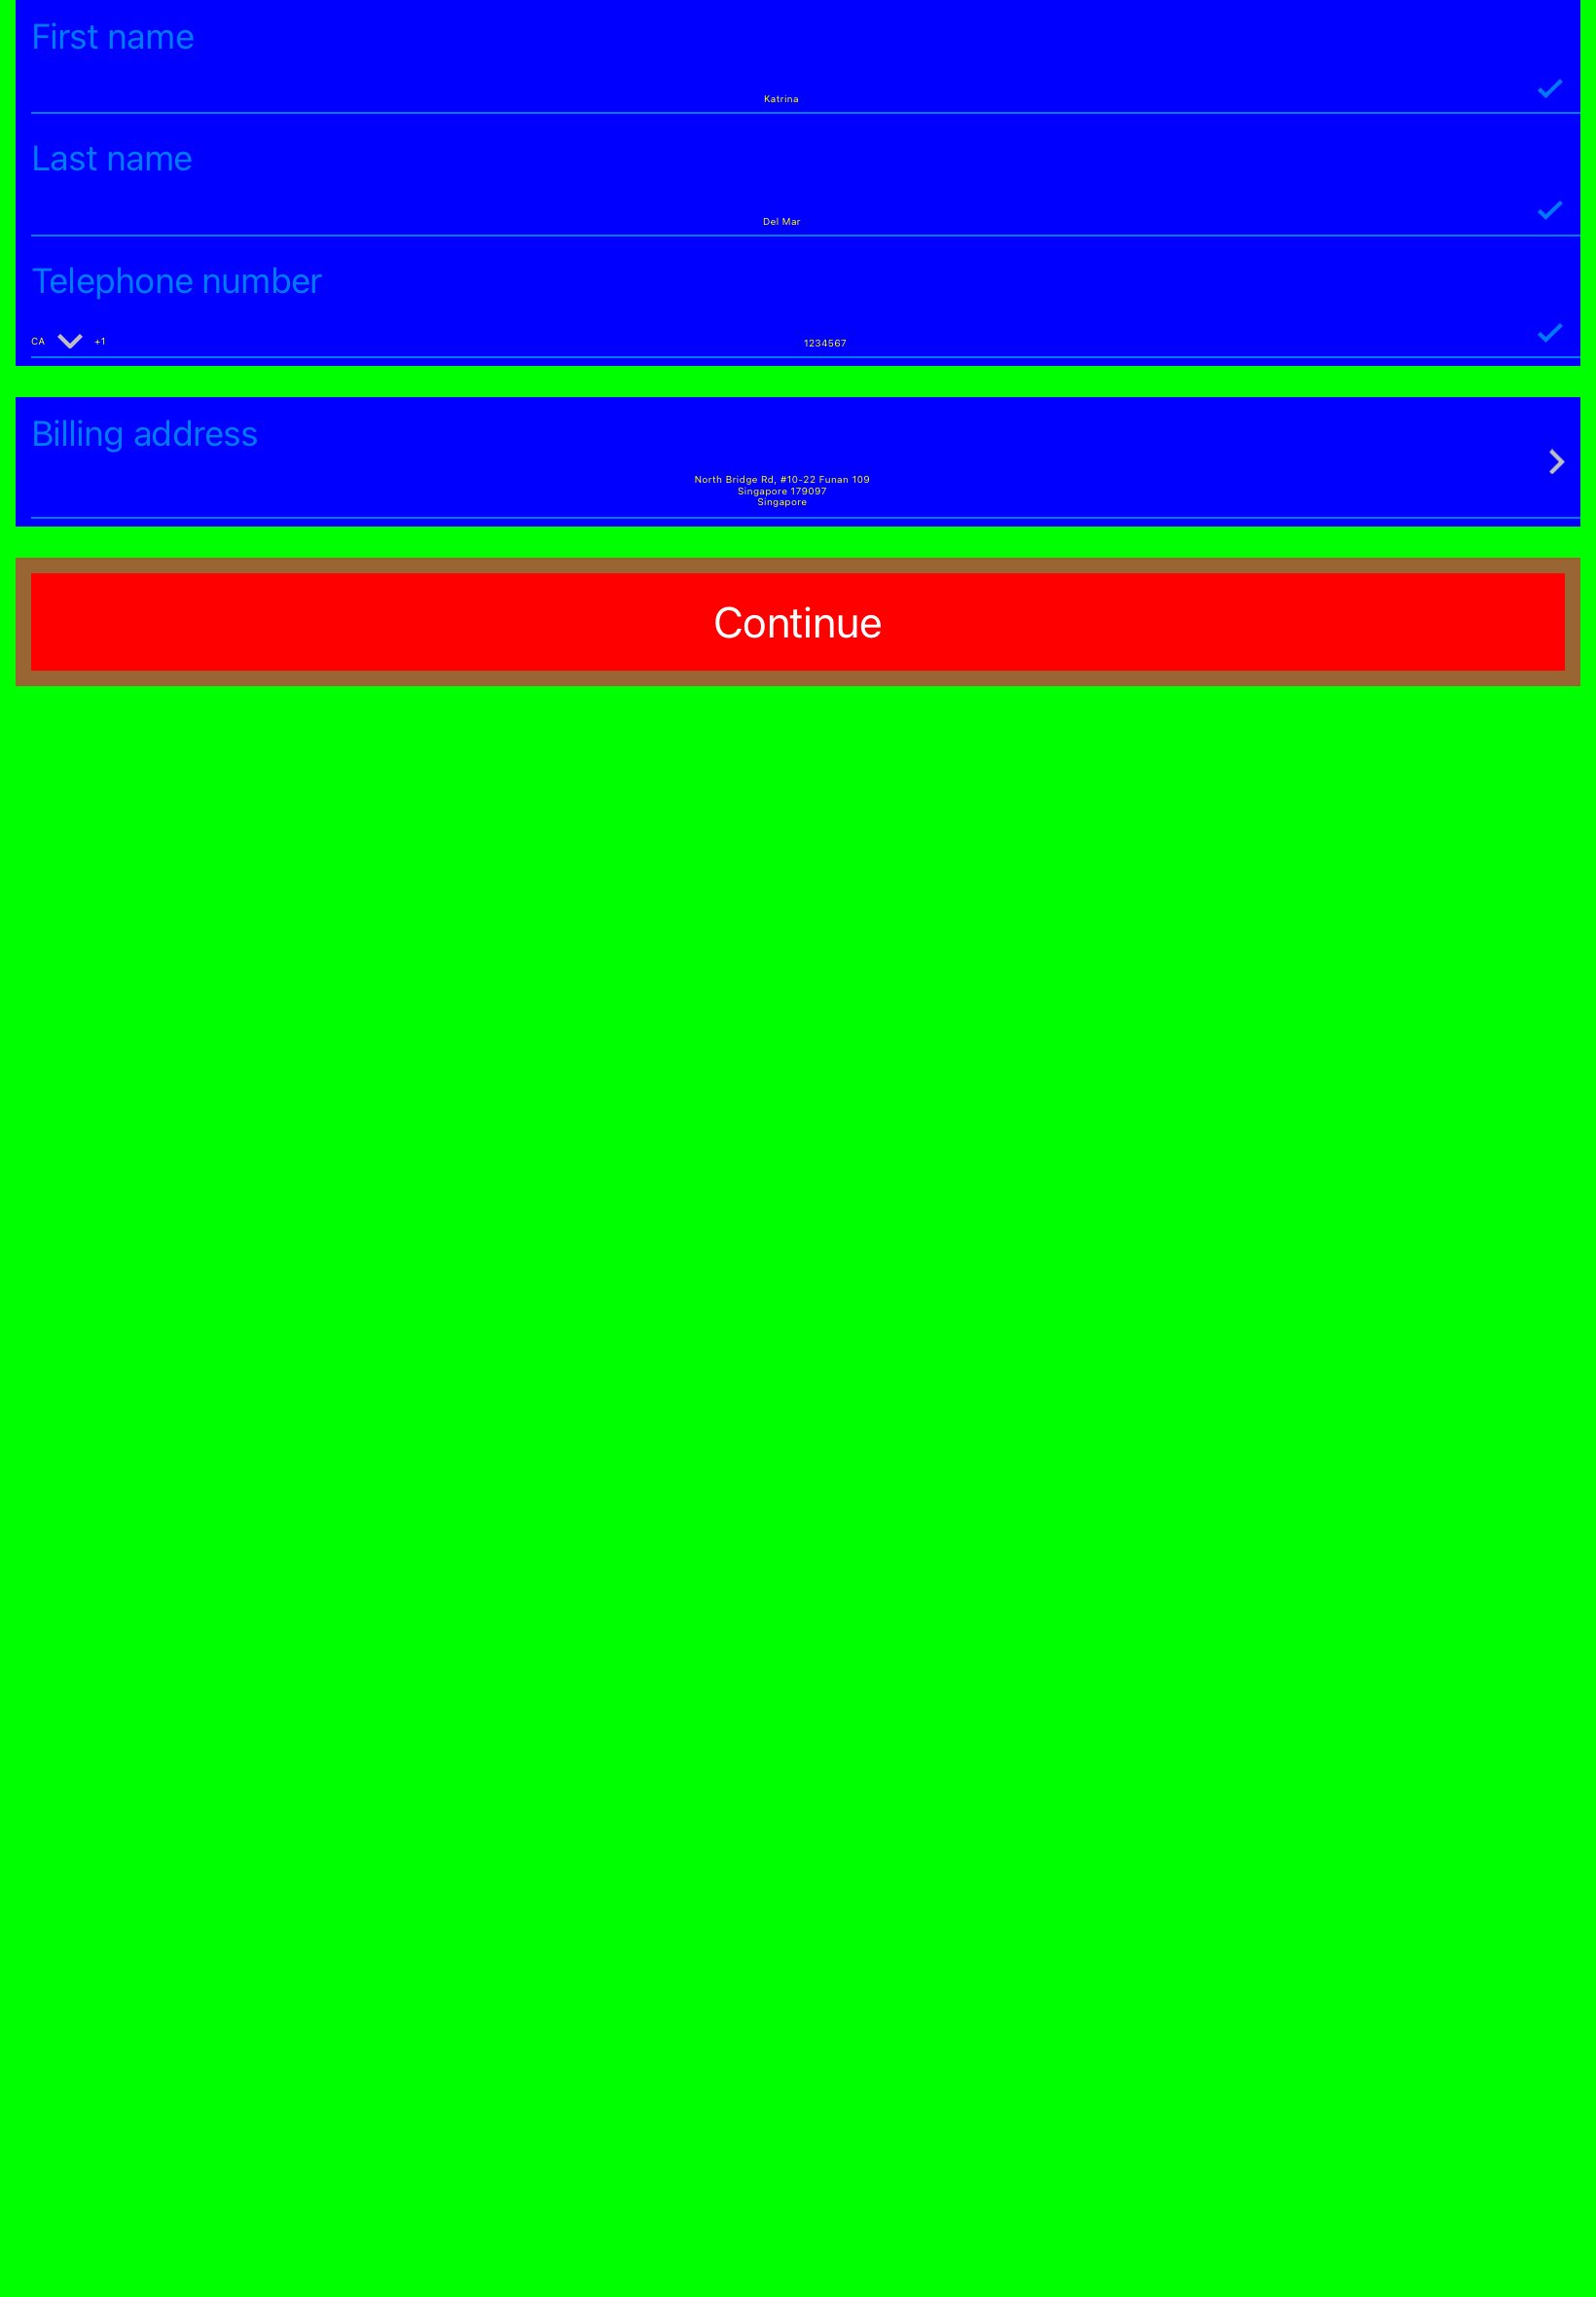 First name
Katrina
Last name
Del Mar
Telephone number
CA +1 1234567
Billing address
North Bridge Rd, #10-22 Funan 109
Singapore 179097
Singapore
Continue